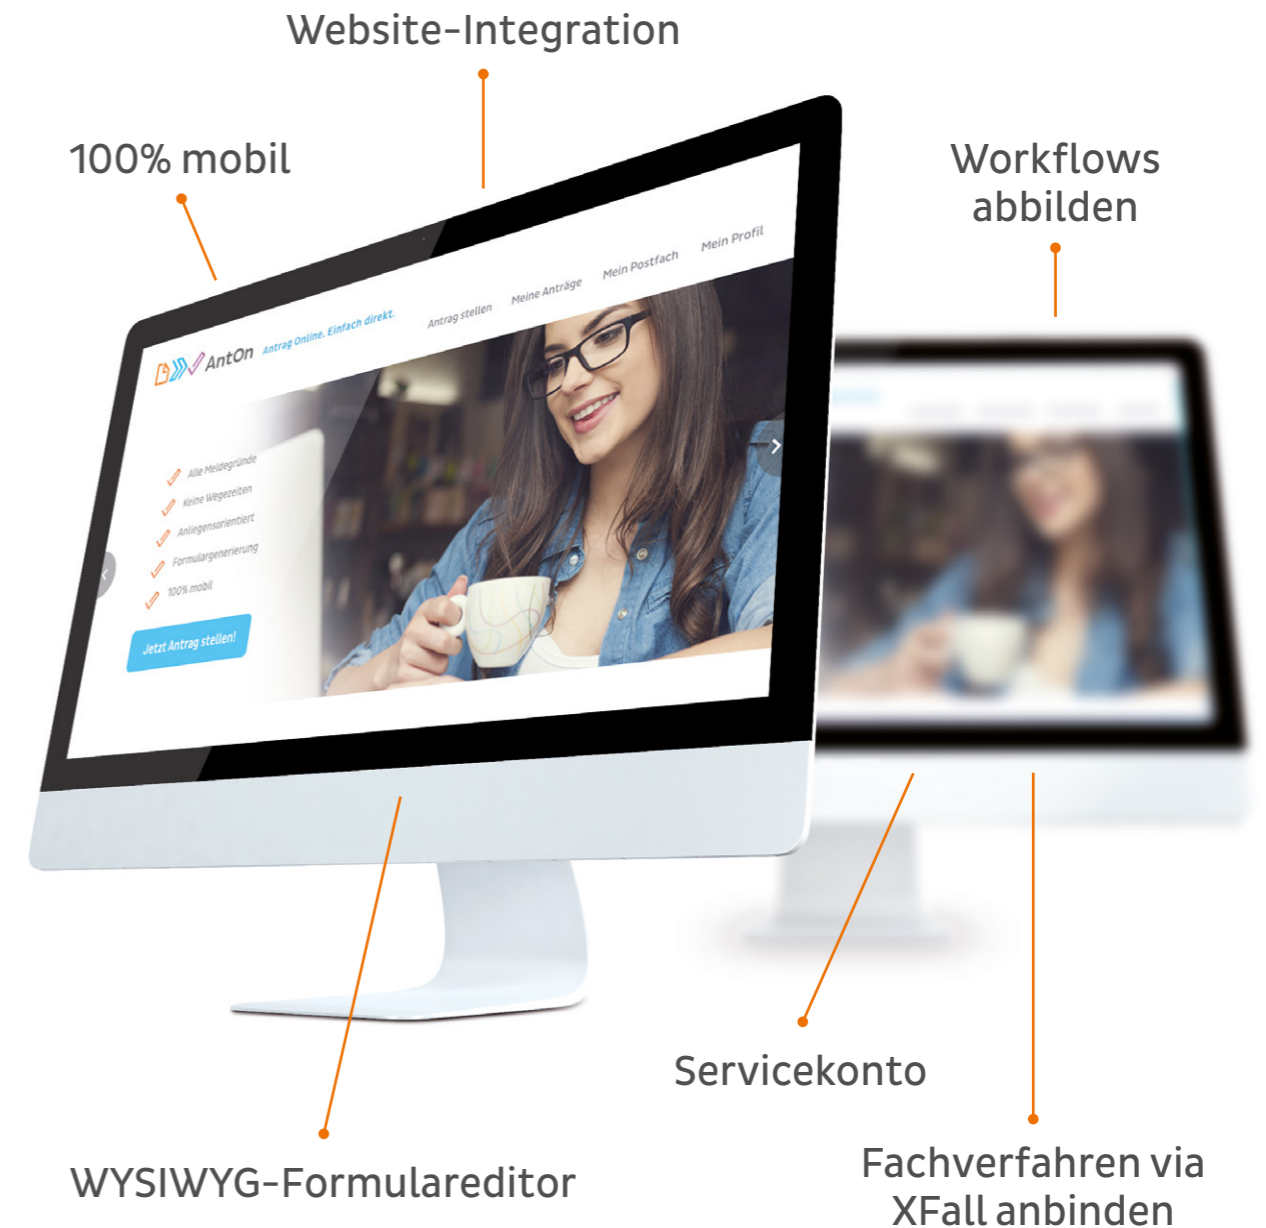 Website-Integration
100% mobil
Workflows
abbilden
AntOn
Antrag Online. Einfach direkt.
Antrag stellen
Meine Anträge
Mein Postfach
Mein Profil
Alle Meldegründe
Keine Wegezeiten
Anliegensorientiert
Formulargenerierung
100% mobil
Jetzt Antrag stellen!
Servicekonto
WYSIWYG-Formulareditor
Fachverfahren via
XFall anbinden